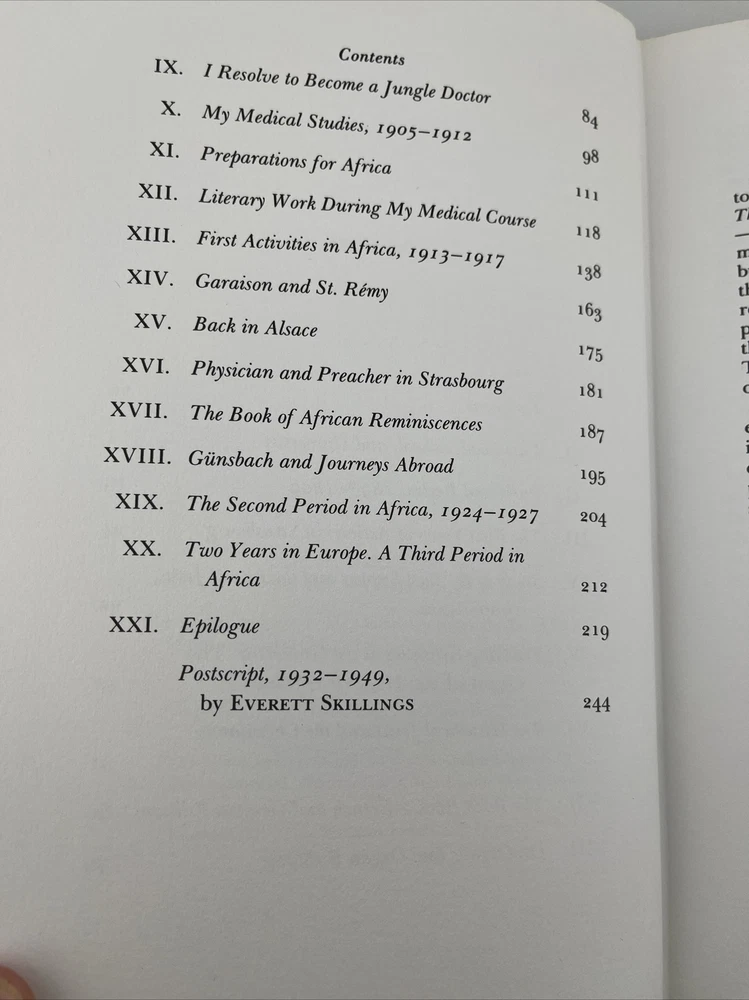 Contents
IX. I Resolve to Become a Jungle Doctor 84
X. My Medical Studies, 1905–1912 98
XI. Preparations for Africa 111
XII. Literary Work During My Medical Course 118
XIII. First Activities in Africa, 1913–1917 138
XIV. Garaison and St. Rémy 163
XV. Back in Alsace 175
XVI. Physician and Preacher in Strasbourg 181
XVII. The Book of African Reminiscences 187
XVIII. Günsbach and Journeys Abroad 195
XIX. The Second Period in Africa, 1924–1927 204
XX. Two Years in Europe. A Third Period in
Africa 212
XXI. Epilogue 219
Postscript, 1932–1949,
by EVERETT SKILLINGS 244
to